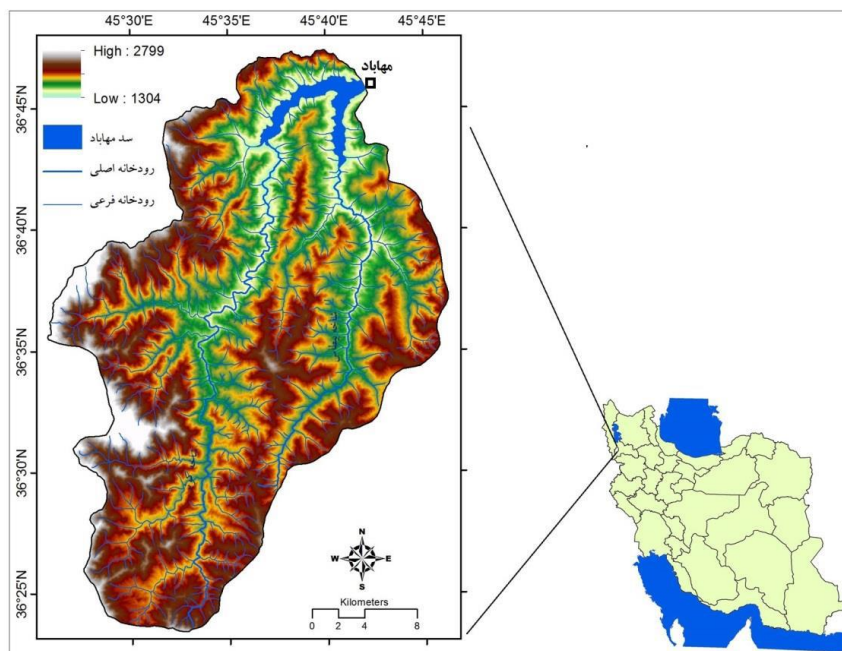 45°30'E 45°35'E 45°40'E 45°45'E
High : 2799
Low : 1304
مهاباد
سد مهاباد
رودخانه اصلی
رودخانه فرعی
36°45'N
36°40'N
36°35'N
36°30'N
36°25'N
N
W E
S
Kilometers
0 2 4 8